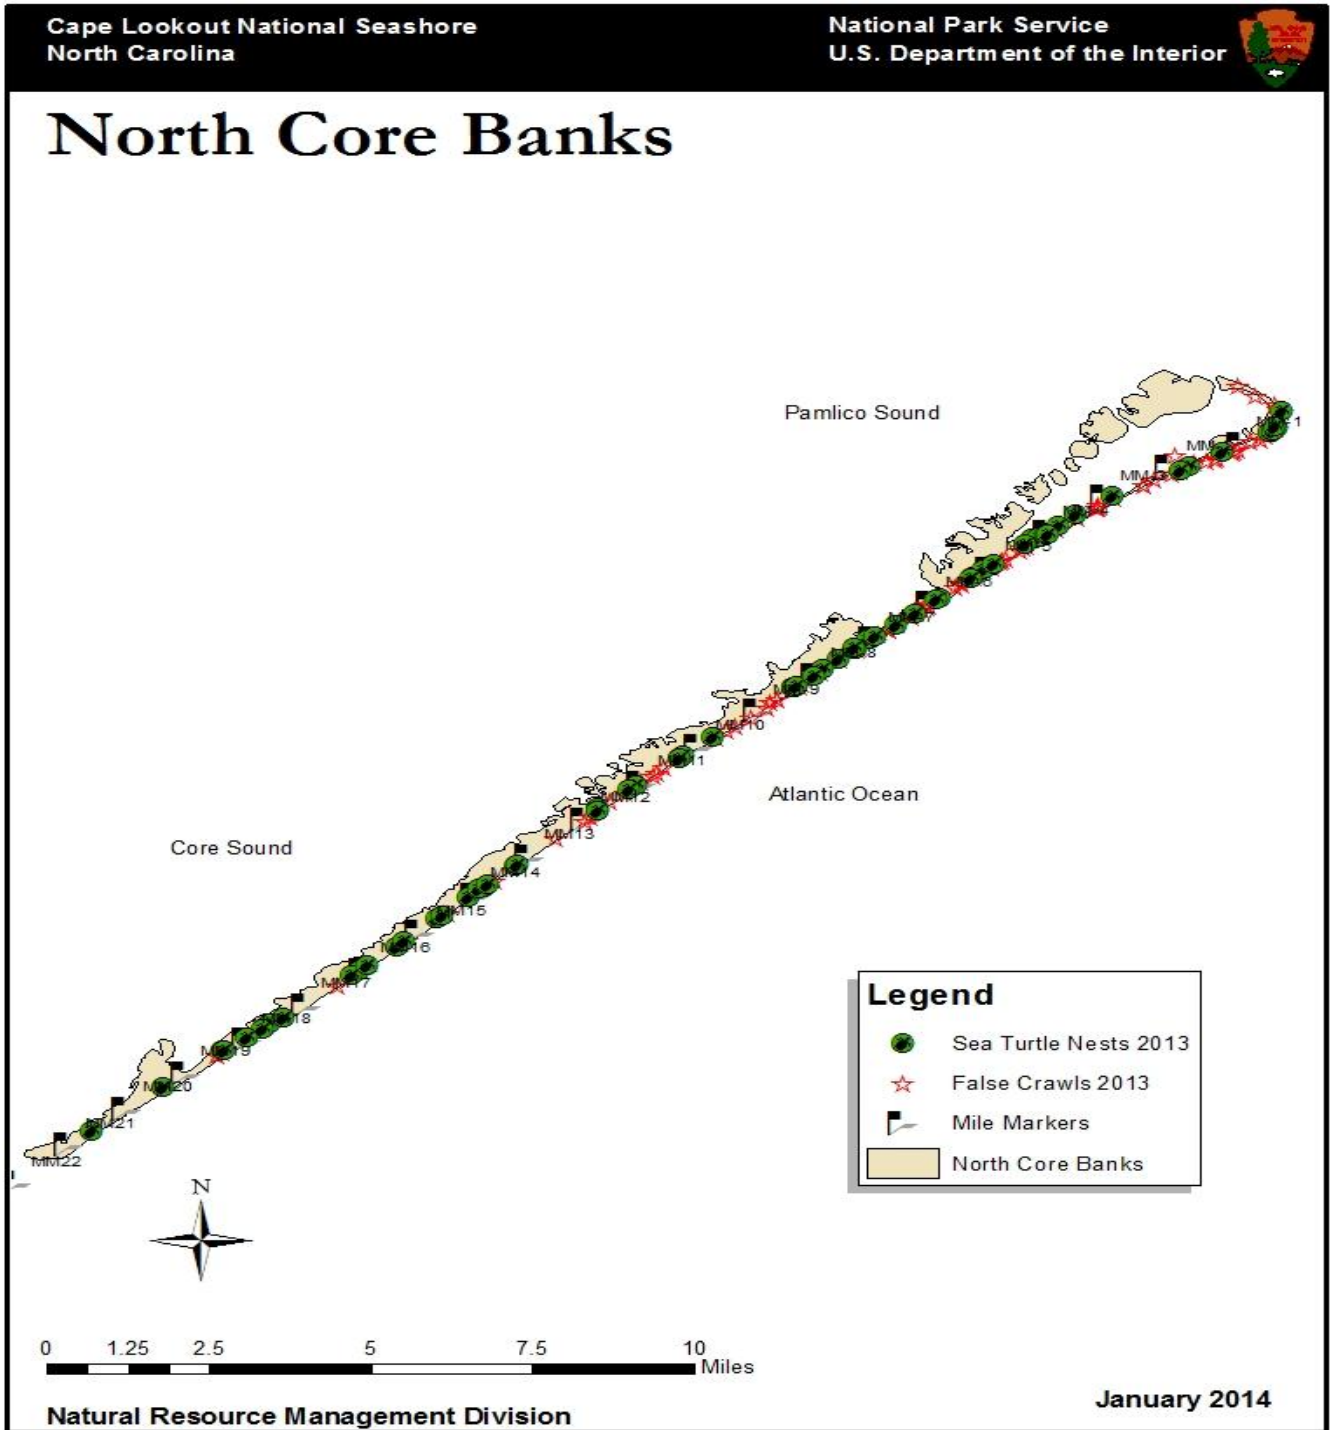 Cape Lookout National Seashore
North Carolina
National Park Service
U.S. Department of the Interior
North Core Banks
Pamlico Sound
MM10
MM11
Atlantic Ocean
MM12
MM13
Core Sound
MM14
MM15
MM16
MM17
MM18
MM19
MM20
MM21
MM22
Legend
Sea Turtle Nests 2013
False Crawls 2013
Mile Markers
North Core Banks
N
0 1.25 2.5 5 7.5 10
Miles
January 2014
Natural Resource Management Division